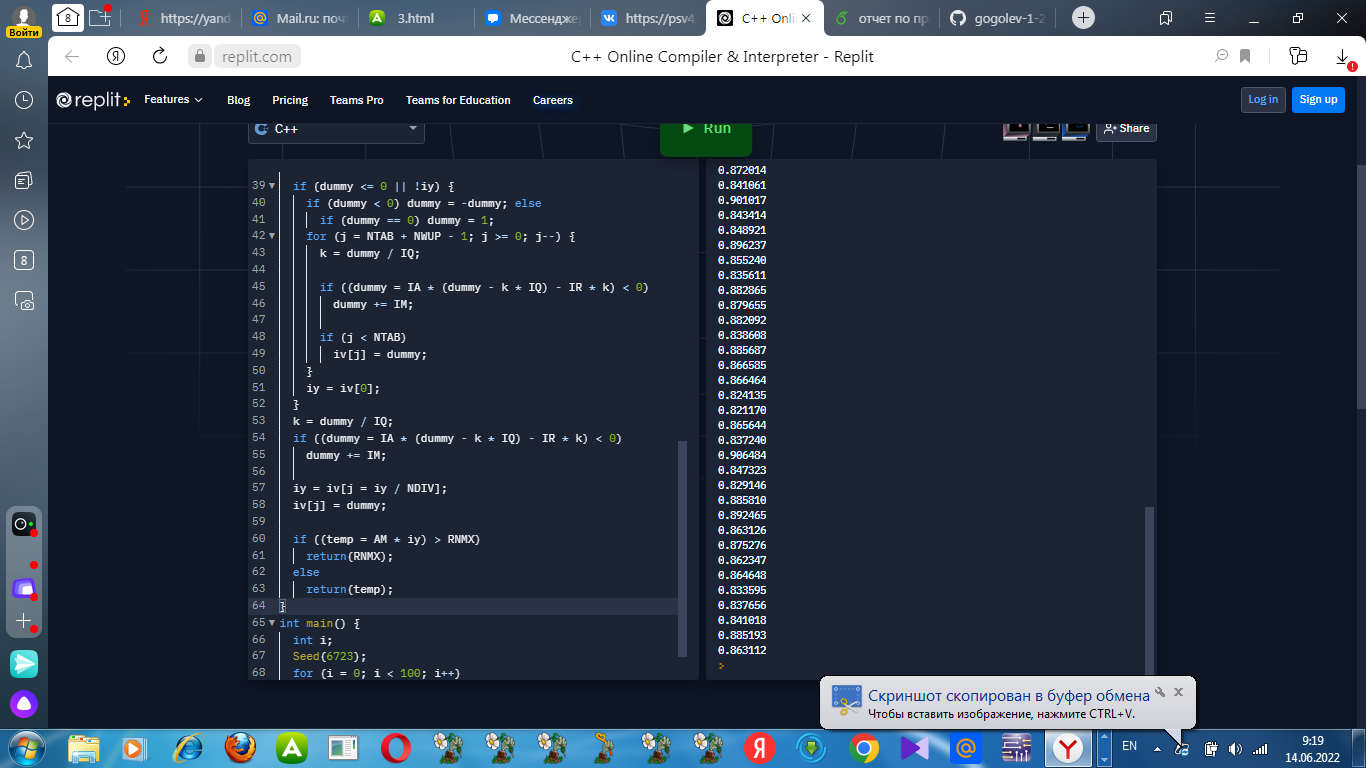 Войти
8
https://yand
Mail.ru: поч
3.html
Мессендже
https://psv4.
C++ Onli
отчет по пр
gogolev-1-2
replit.com
C++ Online Compiler & Interpreter - Replit
replit
Features
Blog
Pricing
Teams Pro
Teams for Education
Careers
Log in
Sign up
C++
Run
Share
8
39 if (dummy <= 0 || !iy) {
40 if (dummy < 0) dummy = -dummy; else
41 if (dummy == 0) dummy = 1;
42 for (j = NTAB + NWUP - 1; j >= 0; j--) {
43 k = dummy / IQ;
44
45 if ((dummy = IA * (dummy - k * IQ) - IR * k) < 0)
46 dummy += IM;
47
48 if (j < NTAB)
49 iv[j] = dummy;
50 }
51 iy = iv[0];
52 }
53 k = dummy / IQ;
54 if ((dummy = IA * (dummy - k * IQ) - IR * k) < 0)
55 dummy += IM;
56
57 iy = iv[j = iy / NDIV];
58 iv[j] = dummy;
59
60 if ((temp = AM * iy) > RNMX)
61 return(RNMX);
62 else
63 return(temp);
64 }
65 int main() {
66 int i;
67 Seed(6723);
68 for (i = 0; i < 100; i++)
0.872014
0.841061
0.901017
0.843414
0.848921
0.896237
0.855240
0.835611
0.882865
0.879655
0.882092
0.838608
0.885687
0.866585
0.866464
0.824135
0.821170
0.865644
0.837240
0.906484
0.847323
0.829146
0.885810
0.892465
0.863126
0.875276
0.862347
0.864648
0.833595
0.837656
0.841018
0.885193
0.863112
>
Скриншот скопирован в буфер обмена
Чтобы вставить изображение, нажмите CTRL+V.
EN
9:19
14.06.2022